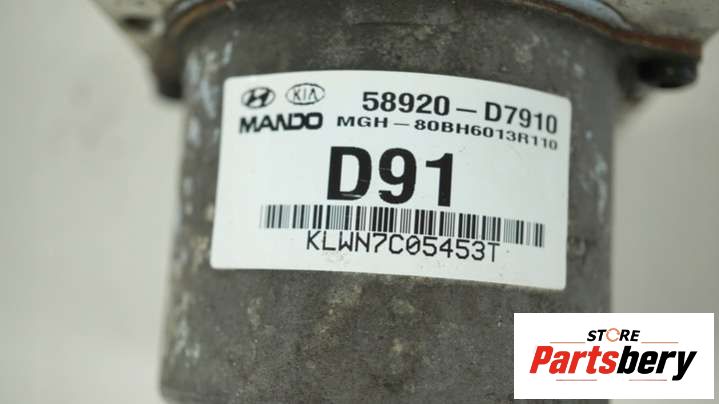 KIA 58920-D7910
MANDO MGH-80BH6013R110
D91
KLWN7C05453T
STORE
Partsbery